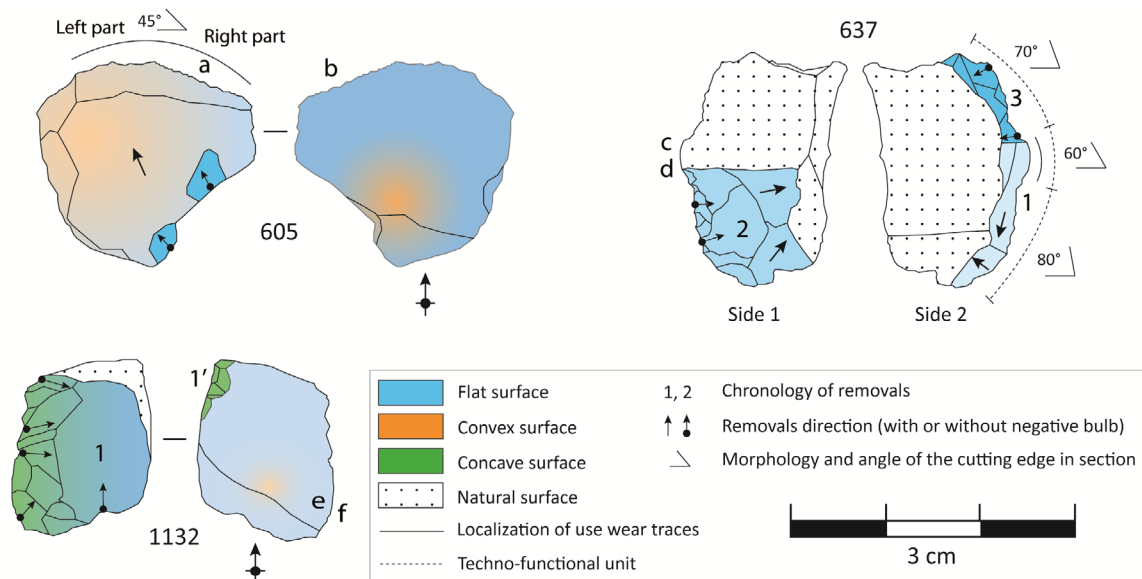 Left part
45°
Right part
a
b
605
637
70°
3
c
d
60°
1
2
80°
Side 1
Side 2
1'
1
e
f
1132
Flat surface
Convex surface
Concave surface
Natural surface
Localization of use wear traces
Techno-functional unit
1, 2
Chronology of removals
Removals direction (with or without negative bulb)
Morphology and angle of the cutting edge in section
3 cm